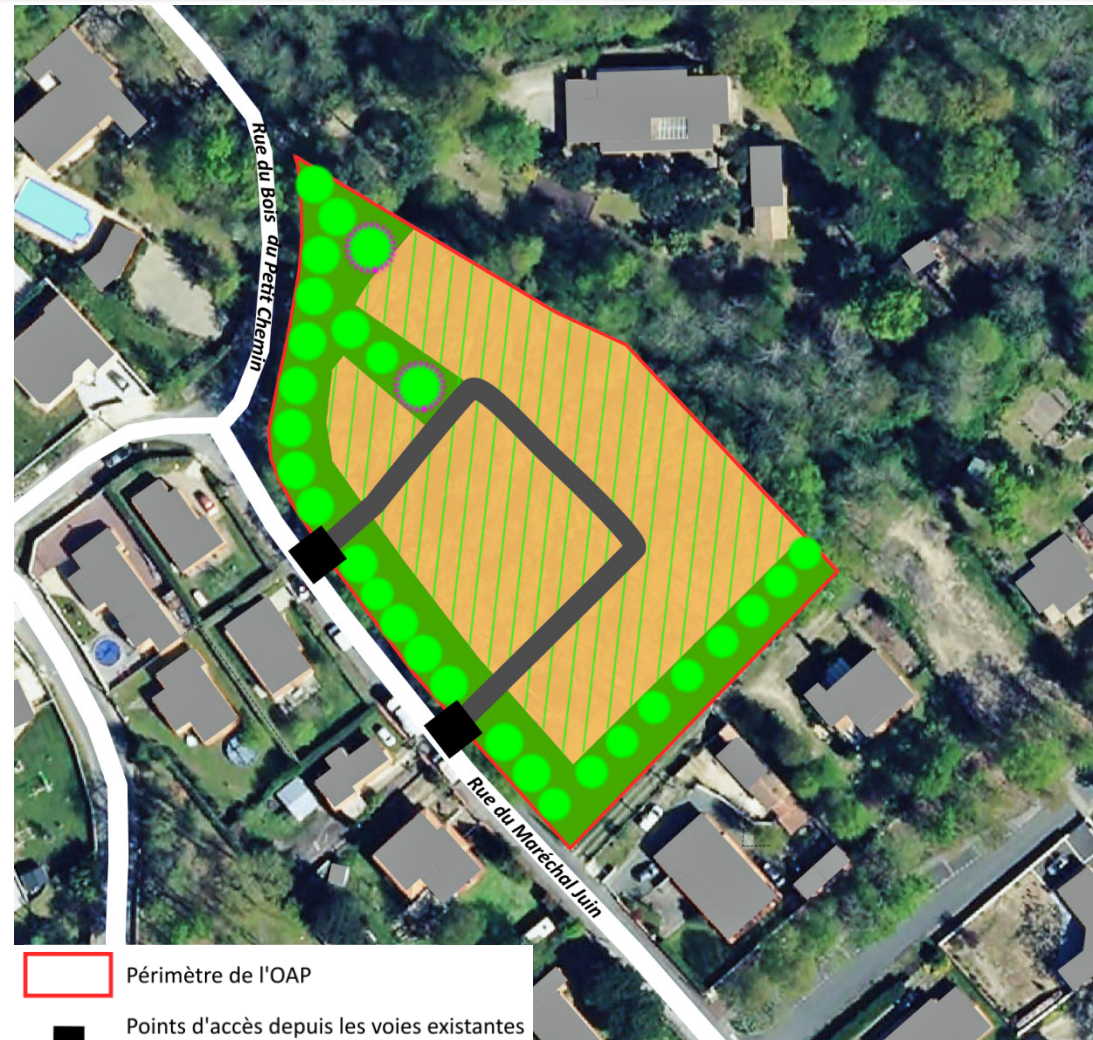 Rue du Bois du Petit Chemin
Rue du Maréchal Juin
Périmètre de l'OAP
Points d'accès depuis les voies existantes